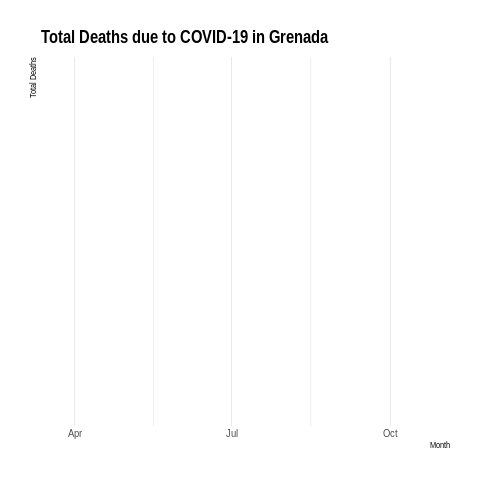 Total Deaths due to COVID-19 in Grenada
Total Deaths
Apr Jul Oct
Month